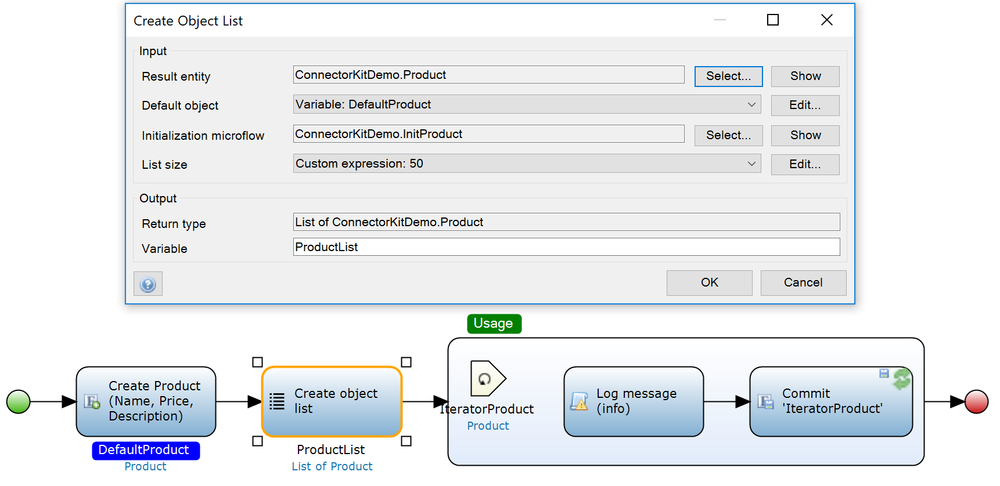 Create Object List
Input
Result entity
ConnectorKitDemo.Product
Select...
Show
Default object
Variable: DefaultProduct
Edit...
Initialization microflow
ConnectorKitDemo.InitProduct
Select...
Show
List size
Custom expression: 50
Edit...
Output
Return type
List of ConnectorKitDemo.Product
Variable
ProductList
?
OK
Cancel
Usage
Create Product
(Name, Price,
Description)
DefaultProduct
Product
Create object
list
ProductList
List of Product
IteratorProduct
Product
Log message
(info)
Commit
'IteratorProduct'